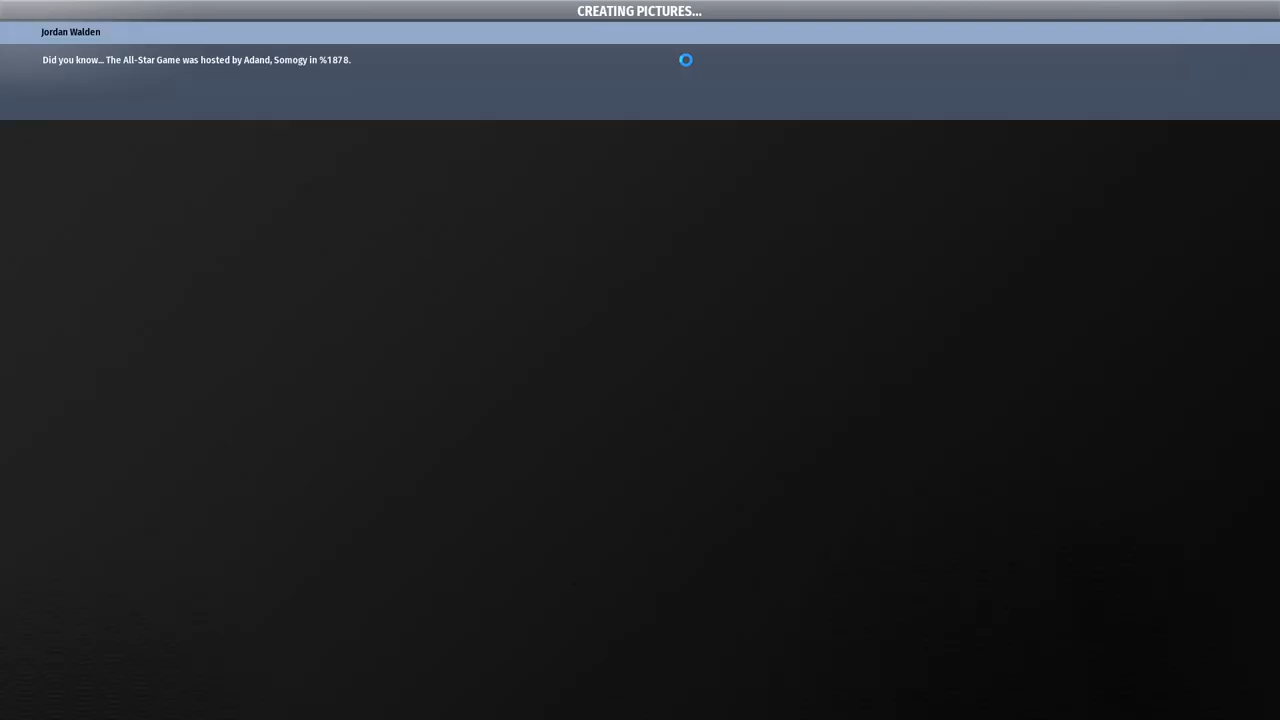 CREATING PICTURES...
Jordan Walden
Did you know... The All-Star Game was hosted by Adand, Somogy in %1878.